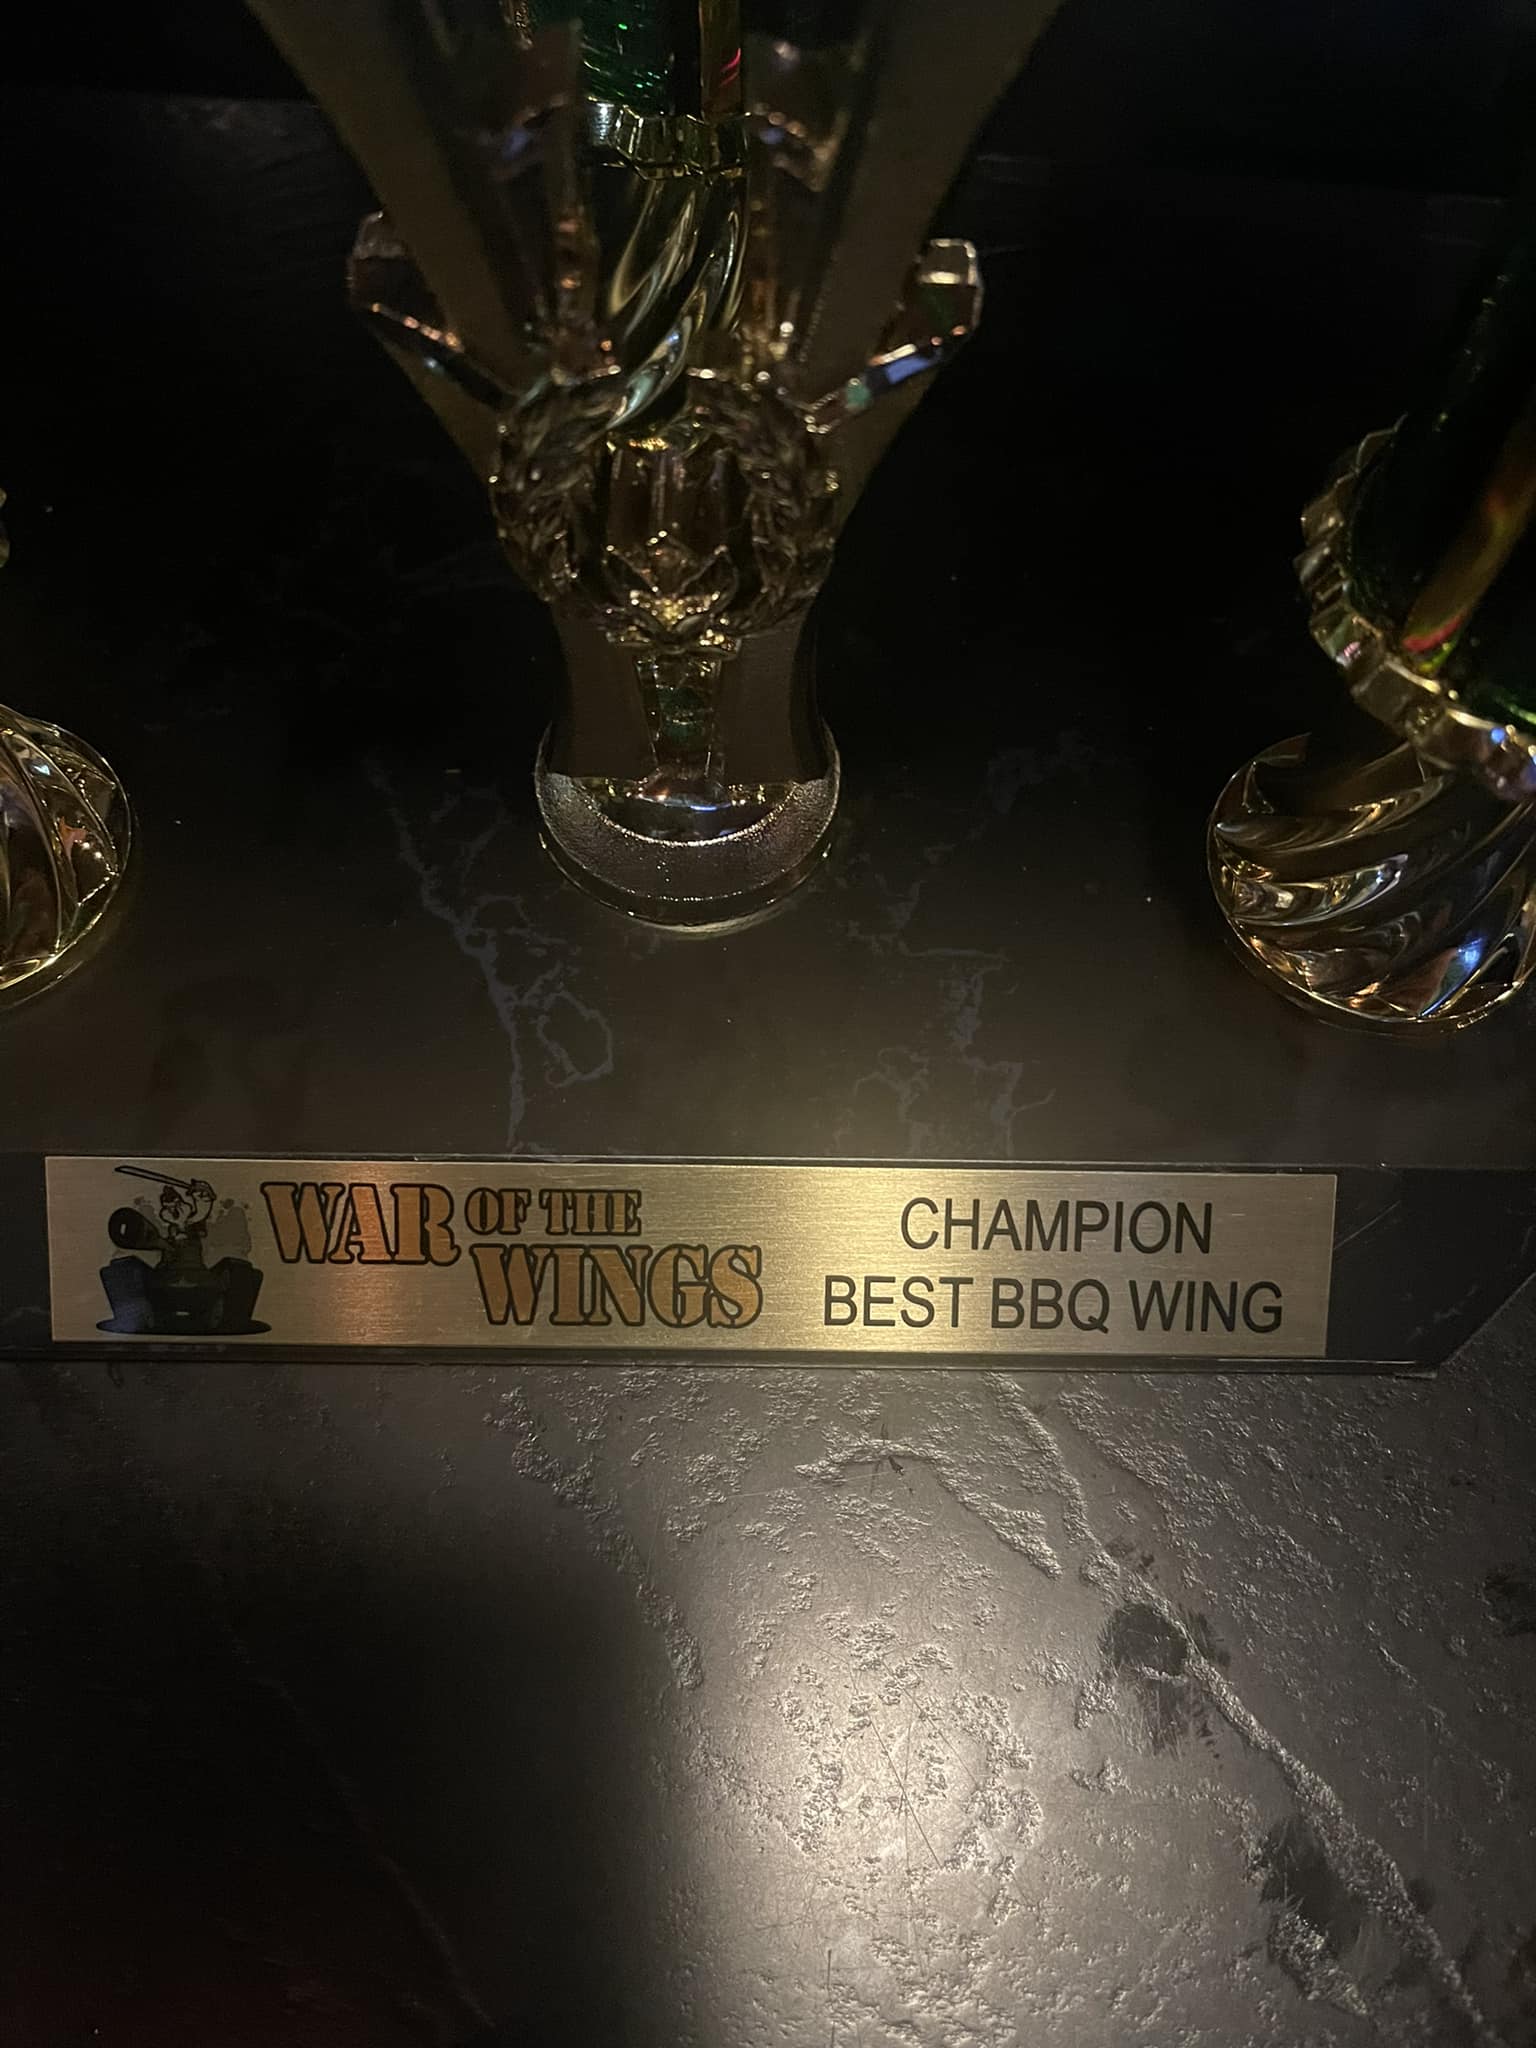 WAR OF THE
WINGS
CHAMPION
BEST BBQ WING